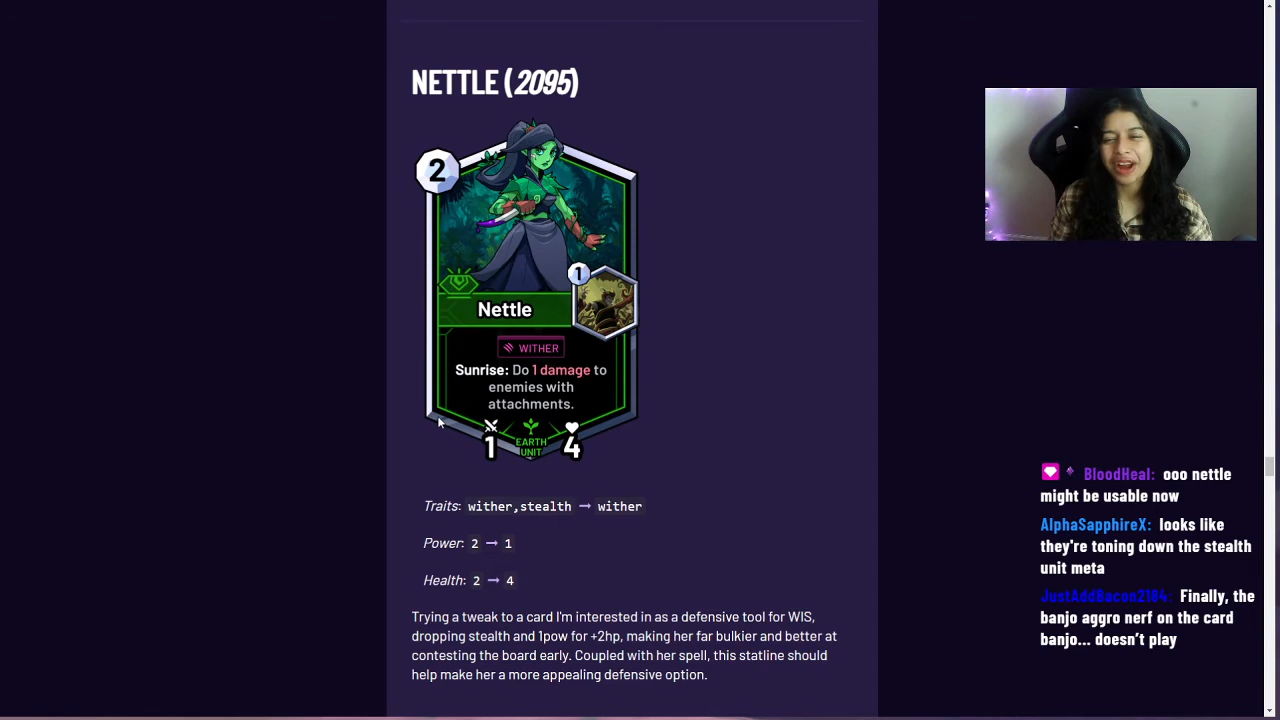 NETTLE (2095)
2
1
Nettle
WITHER
Sunrise: Do 1 damage to
enemies with
attachments.
1
EARTH
UNIT
4
Traits: wither,stealth → wither
Power: 2 → 1
Health: 2 → 4
Trying a tweak to a card I'm interested in as a defensive tool for WIS,
dropping stealth and 1pow for +2hp, making her far bulkier and better at
contesting the board early. Coupled with her spell, this statline should
help make her a more appealing defensive option.
BloodHeal: ooo nettle
might be usable now
AlphaSapphireX: looks like
they're toning down the stealth
unit meta
JustAddBacon2184: Finally, the
banjo aggro nerf on the card
banjo... doesn't play